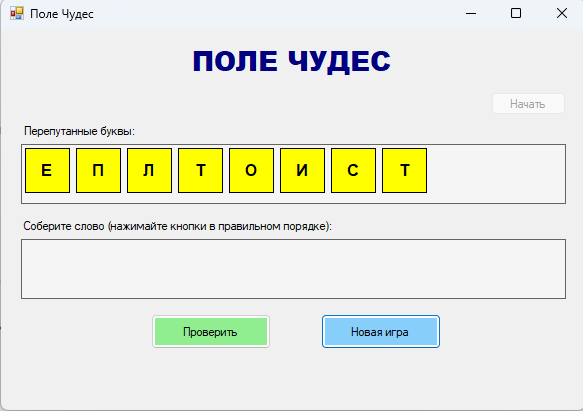 Поле Чудес
ПОЛЕ ЧУДЕС
Начать
Перепутанные буквы:
Е П Л Т О И С Т
Соберите слово (нажимайте кнопки в правильном порядке):
Проверить Новая игра